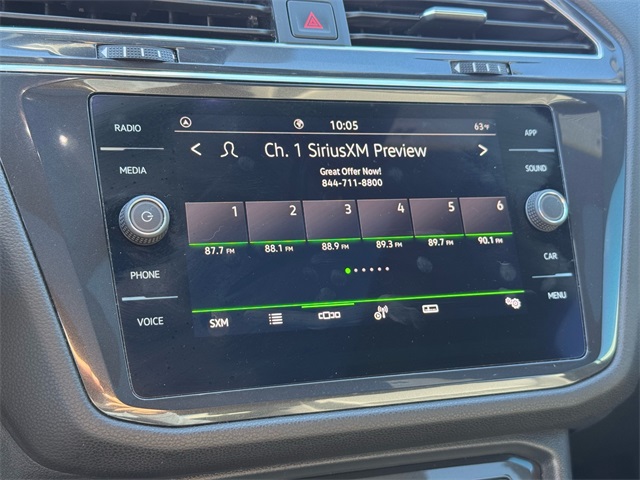 10:05 63°F
RADIO APP
Ch. 1 SiriusXM Preview
MEDIA SOUND
Great Offer Now!
844-711-8800
1 2 3 4 5 6
87.7 FM 88.1 FM 88.9 FM 89.3 FM 89.7 FM 90.1 FM
PHONE CAR
VOICE MENU
SXM